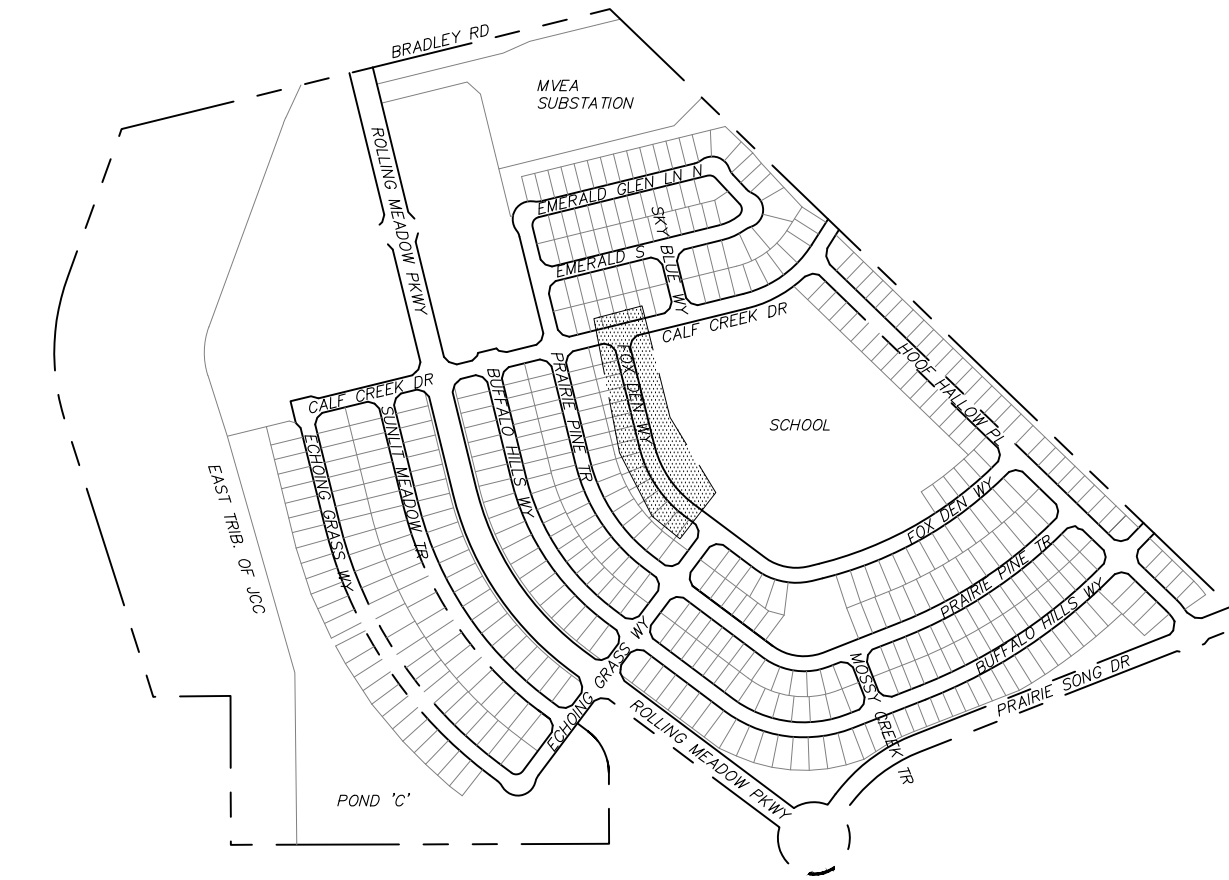 BRADLEY RD
MVEA
SUBSTATION
ROLLING MEADOW PKWY
EMERALD GLEN LN N
SKY BLUE WY
EMERALD S
CALF CREEK DR
FOX DEN WY
HOOF HALLOW PL
SCHOOL
CALF CREEK DR
SUNLIT MEADOW TR
BUFFALO HILLS WY
PRAIRIE PINE TR
ECHOING GRASS WY
EAST TRIB. OF JCC
FOX DEN WY
PRAIRIE PINE TR
BUFFALO HILLS WY
ECHOING GRASS WY
MOSSY CREEK TR
PRAIRIE SONG DR
ROLLING MEADOW PKWY
POND 'C'